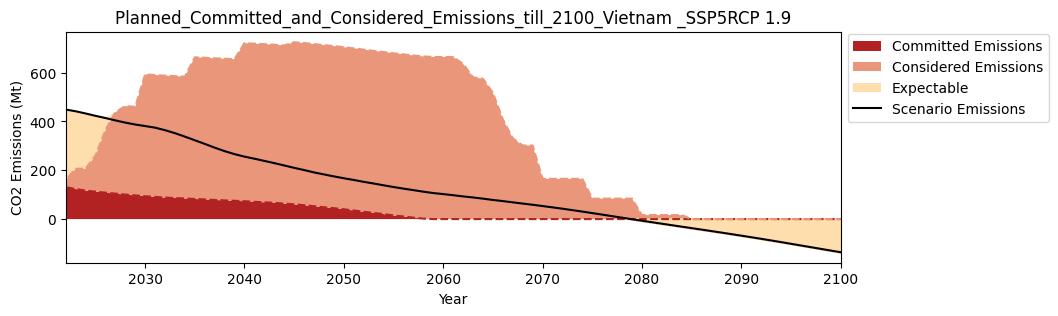 Planned_Committed_and_Considered_Emissions_till_2100_Vietnam _SSP5RCP 1.9
Committed Emissions
Considered Emissions
Expectable
Scenario Emissions
CO2 Emissions (Mt)
600
400
200
0
2030 2040 2050 2060 2070 2080 2090 2100
Year